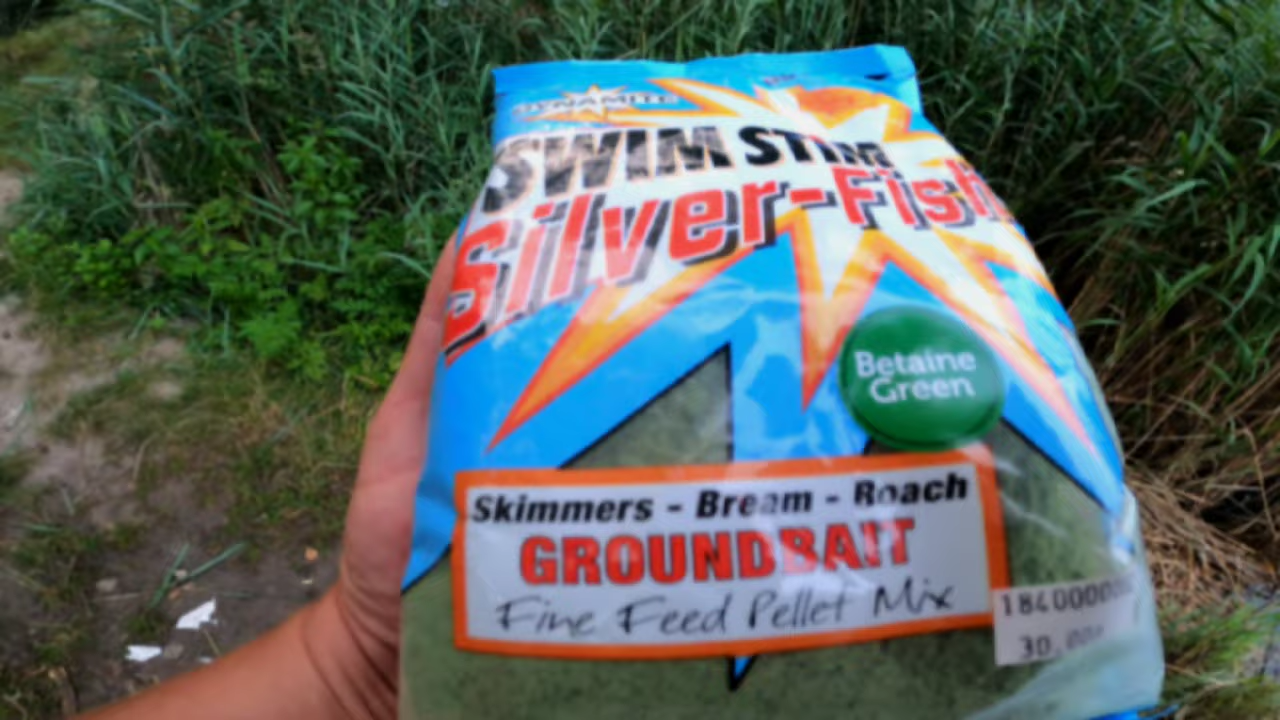 DYNAMITE
SWIM STIM
Silver-Fish
Betaine
Green
Skimmers - Bream - Roach
GROUNDBAIT
Fine Feed Pellet Mix